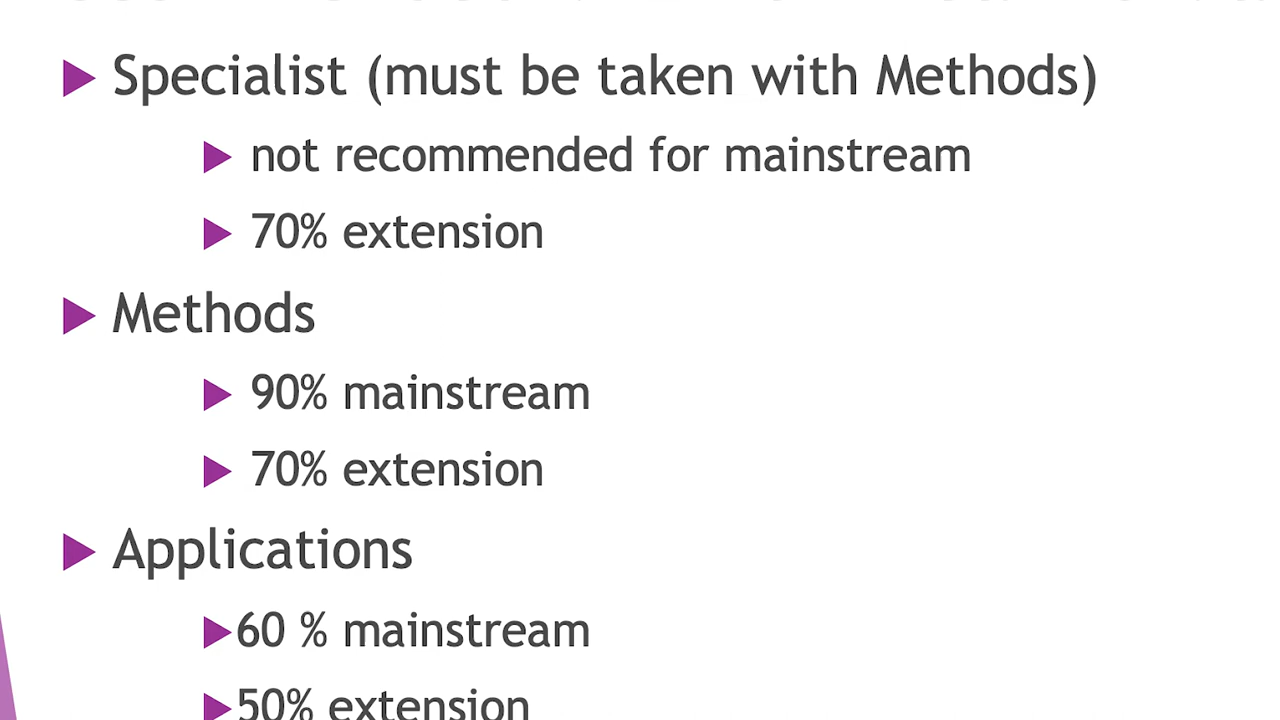 Specialist (must be taken with Methods)
not recommended for mainstream
70% extension
Methods
90% mainstream
70% extension
Applications
60 % mainstream
50% extension